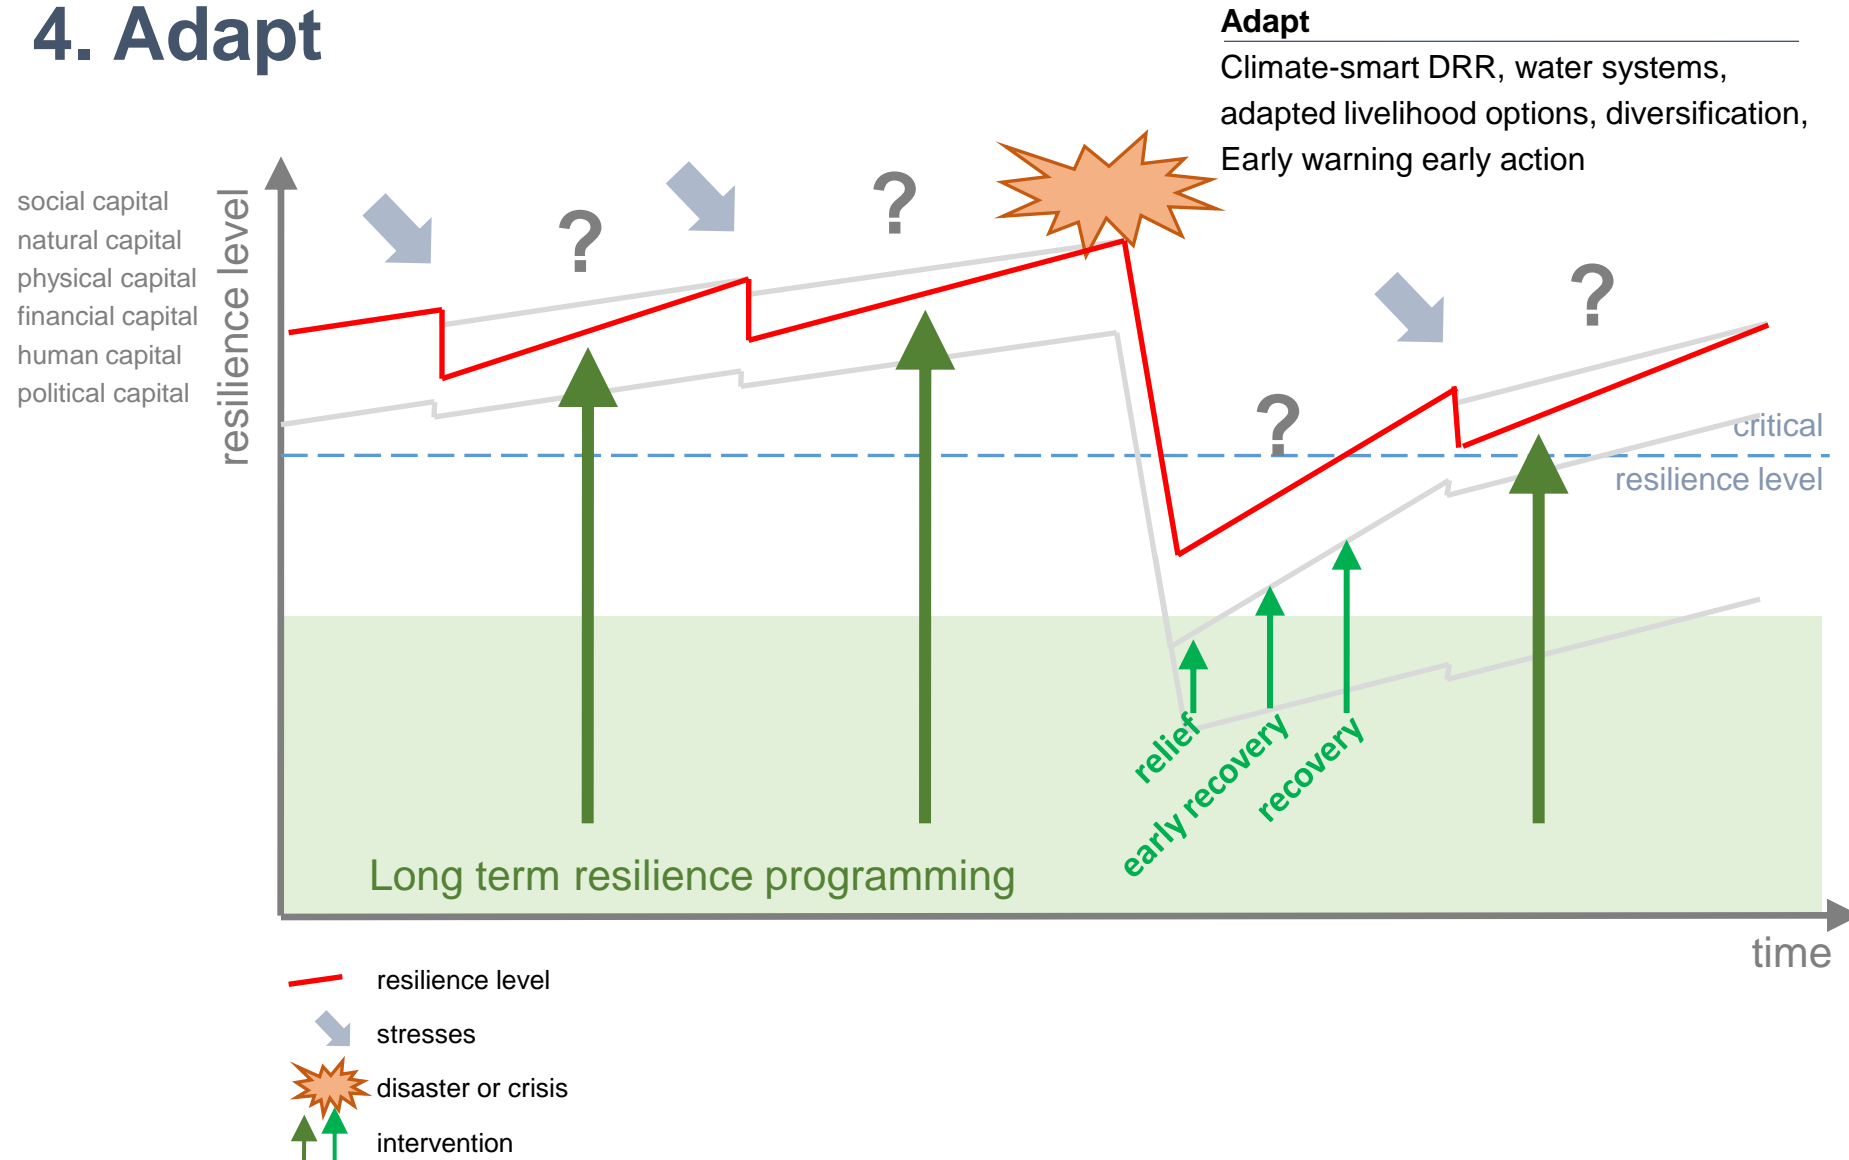 4. Adapt
Adapt
Climate-smart DRR, water systems,
adapted livelihood options, diversification,
Early warning early action
social capital
natural capital
physical capital
financial capital
human capital
political capital
resilience level
?
?
?
?
critical
resilience level
relief
early recovery
recovery
Long term resilience programming
time
resilience level
stresses
disaster or crisis
intervention